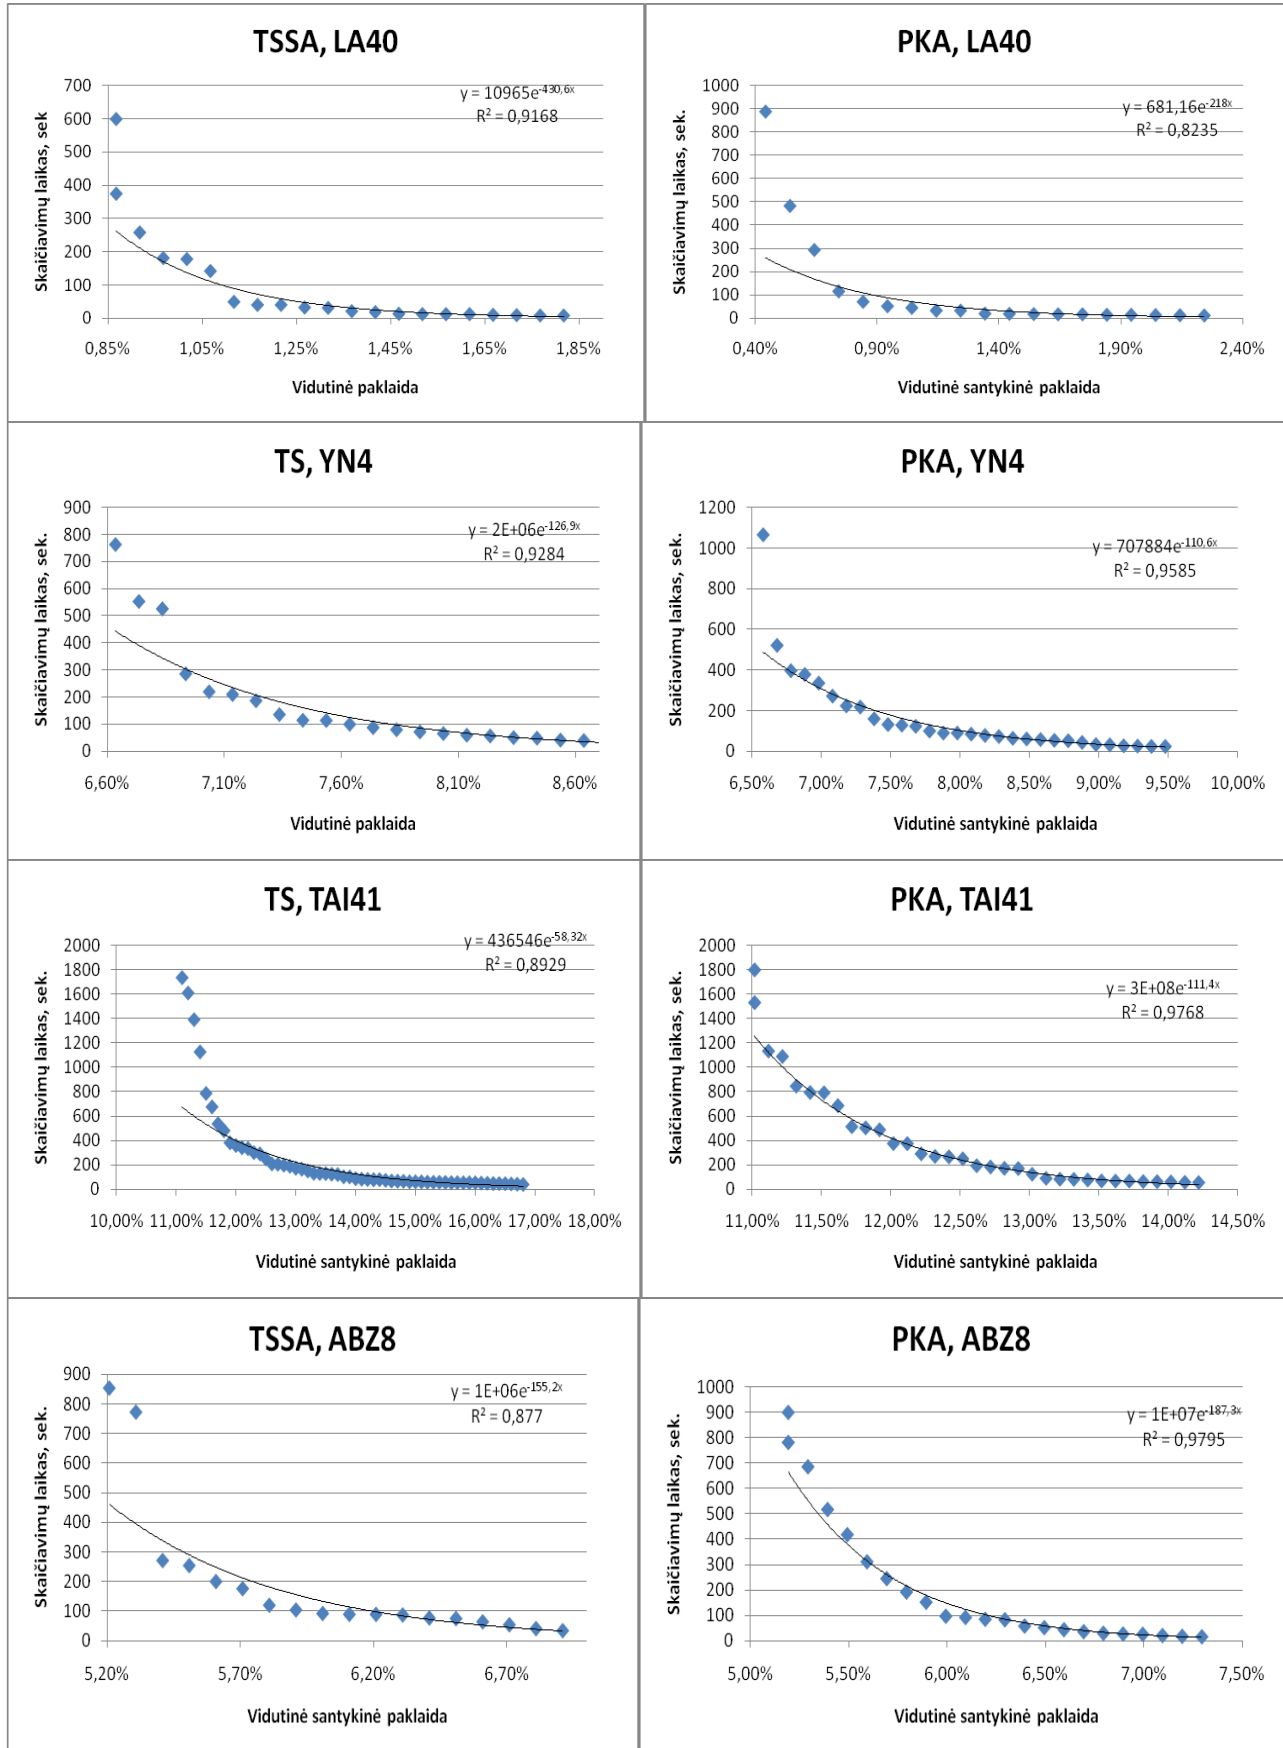 TSSA, LA40
y = 10965e-430,6x
R² = 0,9168
Skaičiavimų laikas, sek
700
600
500
400
300
200
100
0
0,85% 1,05% 1,25% 1,45% 1,65% 1,85%
Vidutinė paklaida
PKA, LA40
y = 681,16e-218x
R² = 0,8235
Skaičiavimų laikas, sek.
1000
900
800
700
600
500
400
300
200
100
0
0,40% 0,90% 1,40% 1,90% 2,40%
Vidutinė santykinė paklaida
TS, YN4
y = 2E+06e-126,9x
R² = 0,9284
Skaičiavimų laikas, sek.
900
800
700
600
500
400
300
200
100
0
6,60% 7,10% 7,60% 8,10% 8,60%
Vidutinė paklaida
PKA, YN4
y = 707884e-110,6x
R² = 0,9585
Skaičiavimų laikas, sek.
1200
1000
800
600
400
200
0
6,50% 7,00% 7,50% 8,00% 8,50% 9,00% 9,50% 10,00%
Vidutinė santykinė paklaida
TS, TAI41
y = 436546e-58,32x
R² = 0,8929
Skaičiavimų laikas, sek.
2000
1800
1600
1400
1200
1000
800
600
400
200
0
10,00% 11,00% 12,00% 13,00% 14,00% 15,00% 16,00% 17,00% 18,00%
Vidutinė santykinė paklaida
PKA, TAI41
y = 3E+08e-111,4x
R² = 0,9768
Skaičiavimų laikas, sek.
2000
1800
1600
1400
1200
1000
800
600
400
200
0
11,00% 11,50% 12,00% 12,50% 13,00% 13,50% 14,00% 14,50%
Vidutinė santykinė paklaida
TSSA, ABZ8
y = 1E+06e-155,2x
R² = 0,877
Skaičiavimų laikas, sek.
900
800
700
600
500
400
300
200
100
0
5,20% 5,70% 6,20% 6,70%
Vidutinė santykinė paklaida
PKA, ABZ8
y = 1E+07e-187,3x
R² = 0,9795
Skaičiavimų laikas, sek.
1000
900
800
700
600
500
400
300
200
100
0
5,00% 5,50% 6,00% 6,50% 7,00% 7,50%
Vidutinė santykinė paklaida